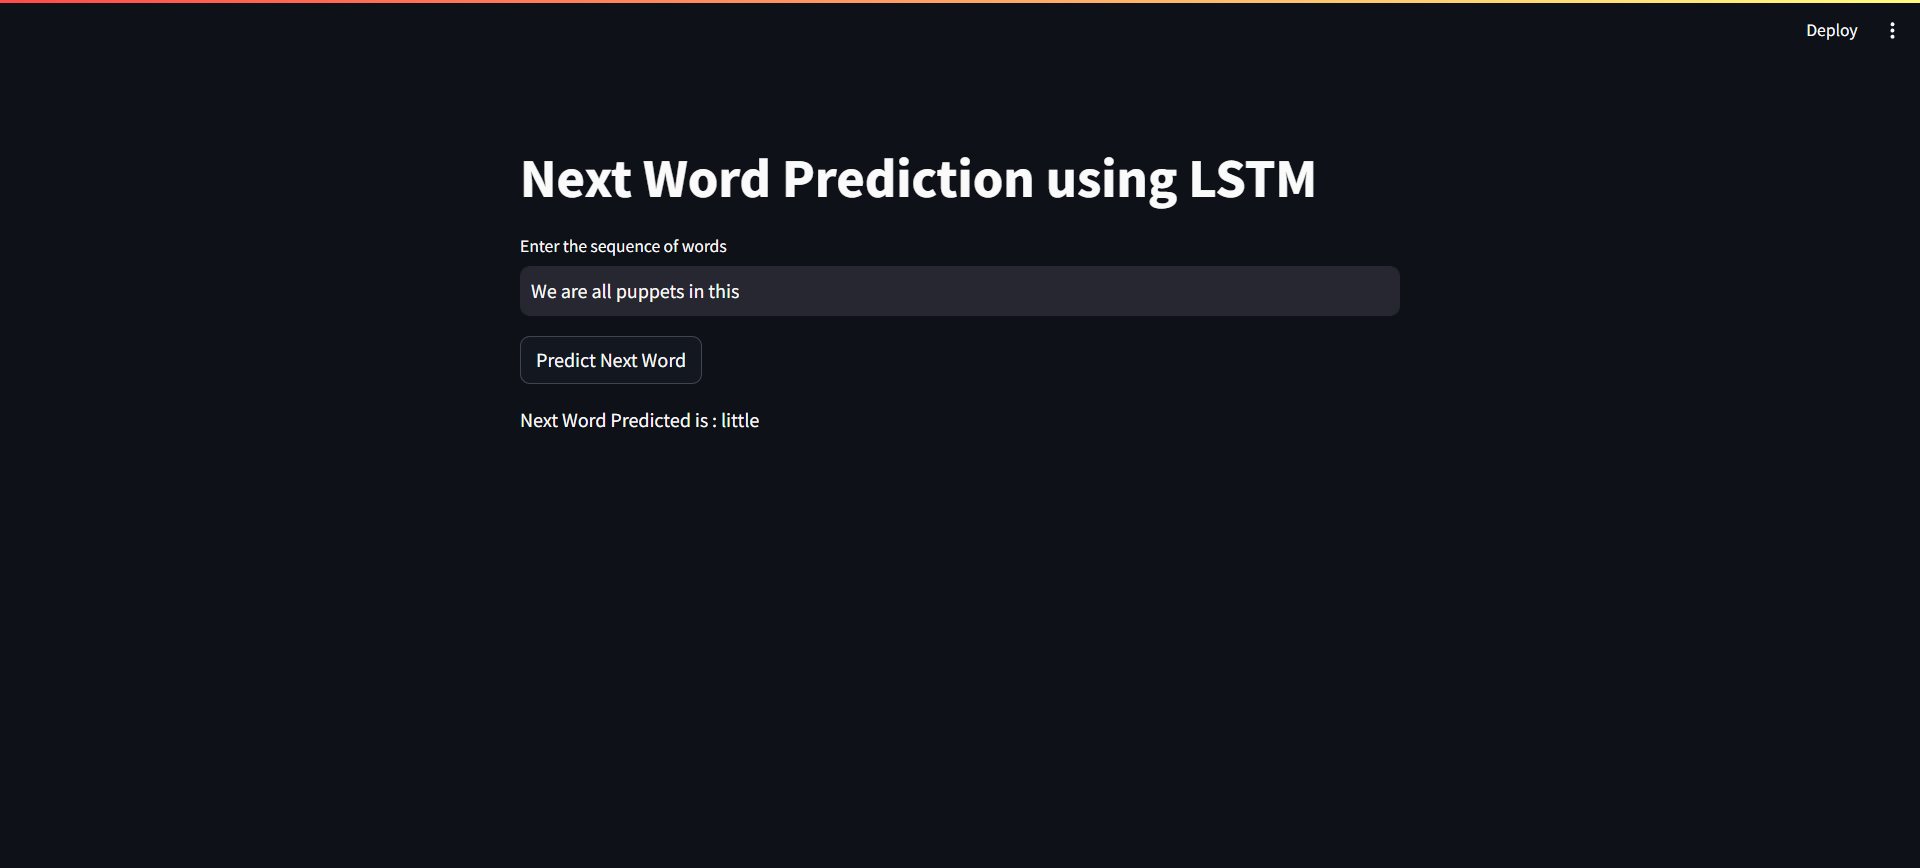 Deploy
Next Word Prediction using LSTM
Enter the sequence of words
We are all puppets in this
Predict Next Word
Next Word Predicted is : little